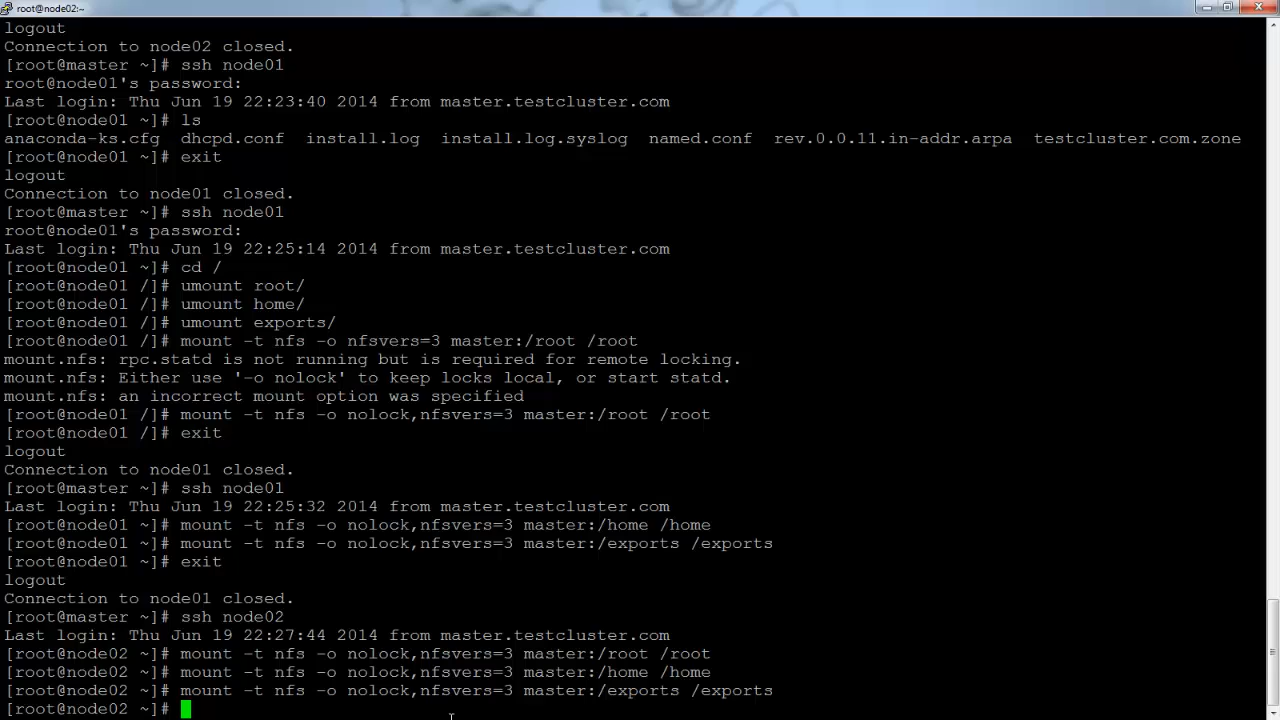 root@node02:~
logout
Connection to node02 closed.
[root@master ~]# ssh node01
root@node01's password:
Last login: Thu Jun 19 22:23:40 2014 from master.testcluster.com
[root@node01 ~]# ls
anaconda-ks.cfg  dhcpd.conf  install.log  install.log.syslog  named.conf  rev.0.0.11.in-addr.arpa  testcluster.com.zone
[root@node01 ~]# exit
logout
Connection to node01 closed.
[root@master ~]# ssh node01
root@node01's password:
Last login: Thu Jun 19 22:25:14 2014 from master.testcluster.com
[root@node01 ~]# cd /
[root@node01 /]# umount root/
[root@node01 /]# umount home/
[root@node01 /]# umount exports/
[root@node01 /]# mount -t nfs -o nfsvers=3 master:/root /root
mount.nfs: rpc.statd is not running but is required for remote locking.
mount.nfs: Either use '-o nolock' to keep locks local, or start statd.
mount.nfs: an incorrect mount option was specified
[root@node01 /]# mount -t nfs -o nolock,nfsvers=3 master:/root /root
[root@node01 /]# exit
logout
Connection to node01 closed.
[root@master ~]# ssh node01
Last login: Thu Jun 19 22:25:32 2014 from master.testcluster.com
[root@node01 ~]# mount -t nfs -o nolock,nfsvers=3 master:/home /home
[root@node01 ~]# mount -t nfs -o nolock,nfsvers=3 master:/exports /exports
[root@node01 ~]# exit
logout
Connection to node01 closed.
[root@master ~]# ssh node02
Last login: Thu Jun 19 22:27:44 2014 from master.testcluster.com
[root@node02 ~]# mount -t nfs -o nolock,nfsvers=3 master:/root /root
[root@node02 ~]# mount -t nfs -o nolock,nfsvers=3 master:/home /home
[root@node02 ~]# mount -t nfs -o nolock,nfsvers=3 master:/exports /exports
[root@node02 ~]#